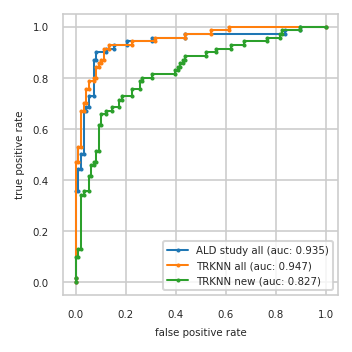 1.0
0.8
0.6
0.4
0.2
0.0
true positive rate
ALD study all (auc: 0.935)
TRKNN all (auc: 0.947)
TRKNN new (auc: 0.827)
0.0 0.2 0.4 0.6 0.8 1.0
false positive rate